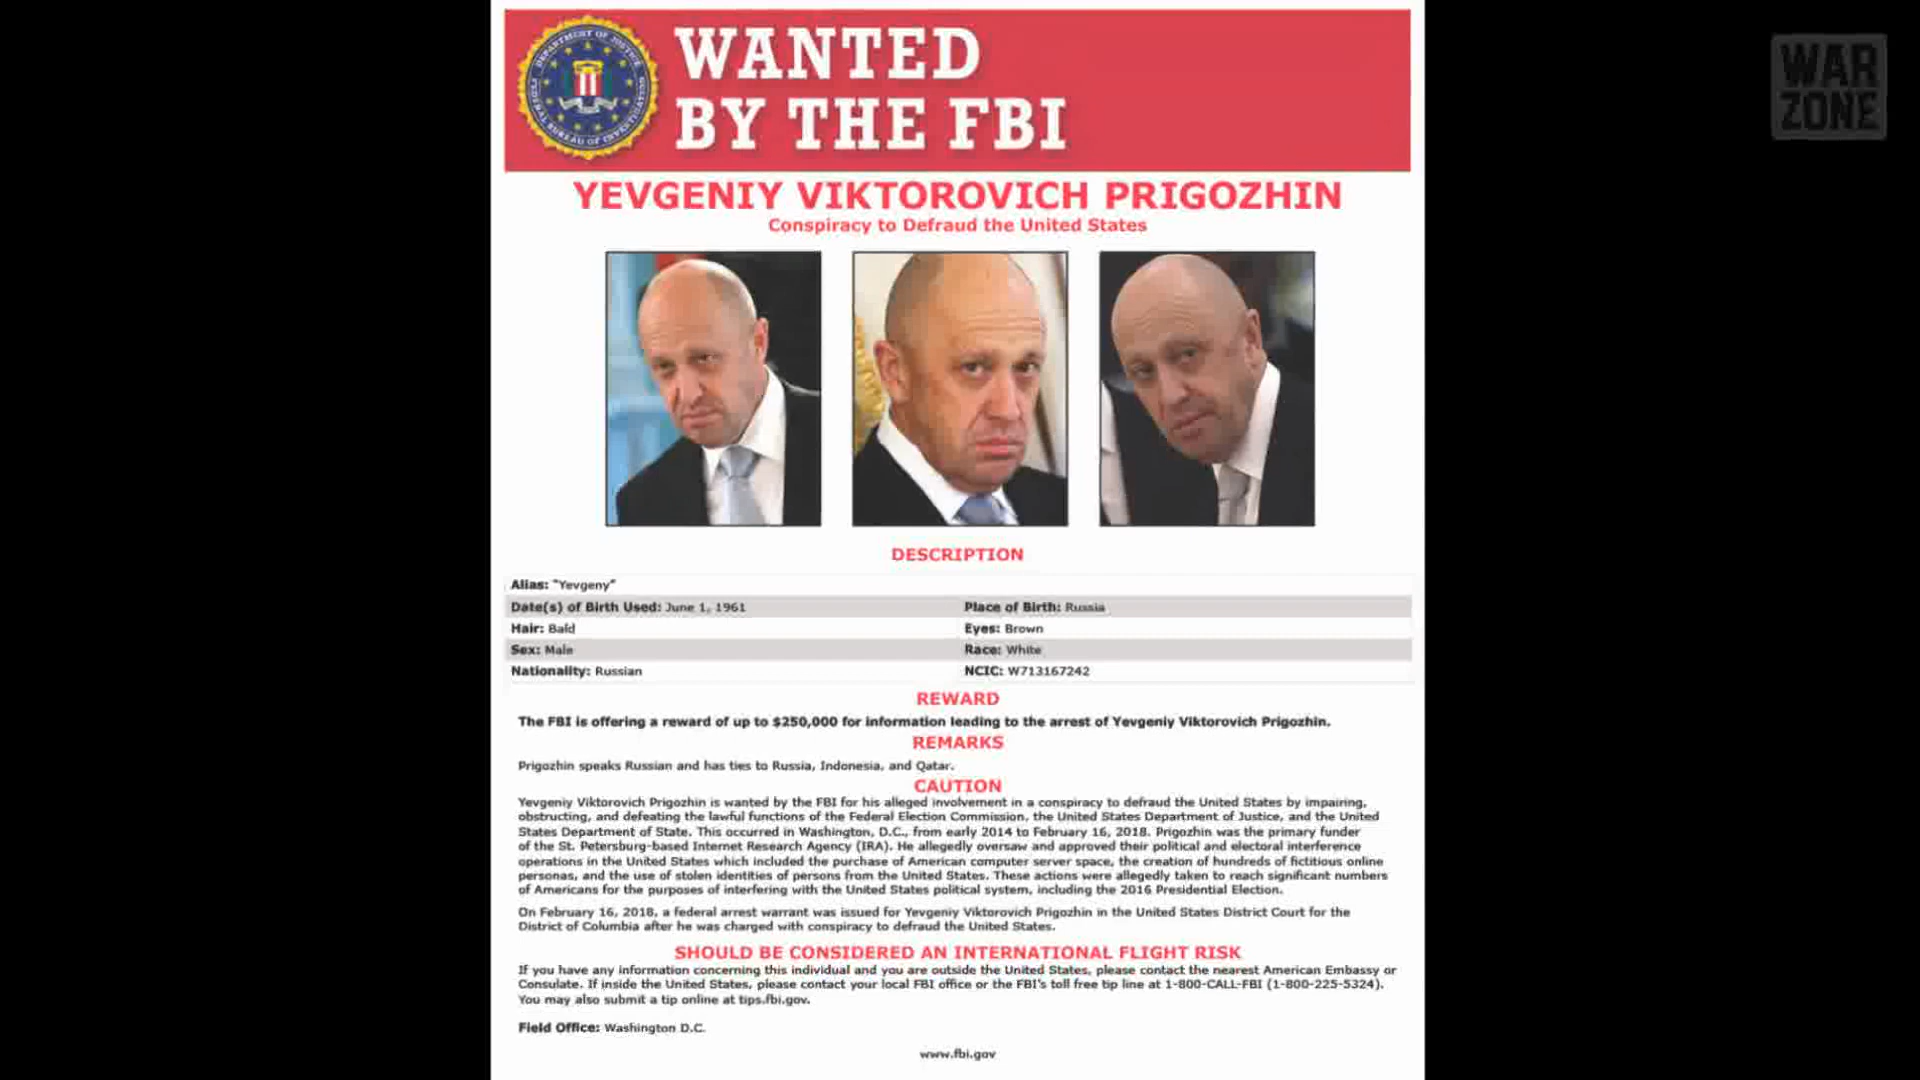 WAR
ZONE
WANTED
BY THE FBI
DEPARTMENT OF JUSTICE
FEDERAL BUREAU OF INVESTIGATION
YEVGENIY VIKTOROVICH PRIGOZHIN
Conspiracy to Defraud the United States
DESCRIPTION
Alias: "Yevgeny"
Date(s) of Birth Used: June 1, 1961 Place of Birth: Russia
Hair: Bald Eyes: Brown
Sex: Male Race: White
Nationality: Russian NCIC: W713167242
REWARD
The FBI is offering a reward of up to $250,000 for information leading to the arrest of Yevgeniy Viktorovich Prigozhin.
REMARKS
Prigozhin speaks Russian and has ties to Russia, Indonesia, and Qatar.
CAUTION
Yevgeniy Viktorovich Prigozhin is wanted by the FBI for his alleged involvement in a conspiracy to defraud the United States by impairing,
obstructing, and defeating the lawful functions of the Federal Election Commission, the United States Department of Justice, and the United
States Department of State. This occurred in Washington, D.C., from early 2014 to February 16, 2018. Prigozhin was the primary funder
of the St. Petersburg-based Internet Research Agency (IRA). He allegedly oversaw and approved their political and electoral interference
operations in the United States which included the purchase of American computer server space, the creation of hundreds of fictitious online
personas, and the use of stolen identities of persons from the United States. These actions were allegedly taken to reach significant numbers
of Americans for the purposes of interfering with the United States political system, including the 2016 Presidential Election.
On February 16, 2018, a federal arrest warrant was issued for Yevgeniy Viktorovich Prigozhin in the United States District Court for the
District of Columbia after he was charged with conspiracy to defraud the United States.
SHOULD BE CONSIDERED AN INTERNATIONAL FLIGHT RISK
If you have any information concerning this individual and you are outside the United States, please contact the nearest American Embassy or
Consulate. If inside the United States, please contact your local FBI office or the FBI's toll free tip line at 1-800-CALL-FBI (1-800-225-5324).
You may also submit a tip online at tips.fbi.gov.
Field Office: Washington D.C.
www.fbi.gov